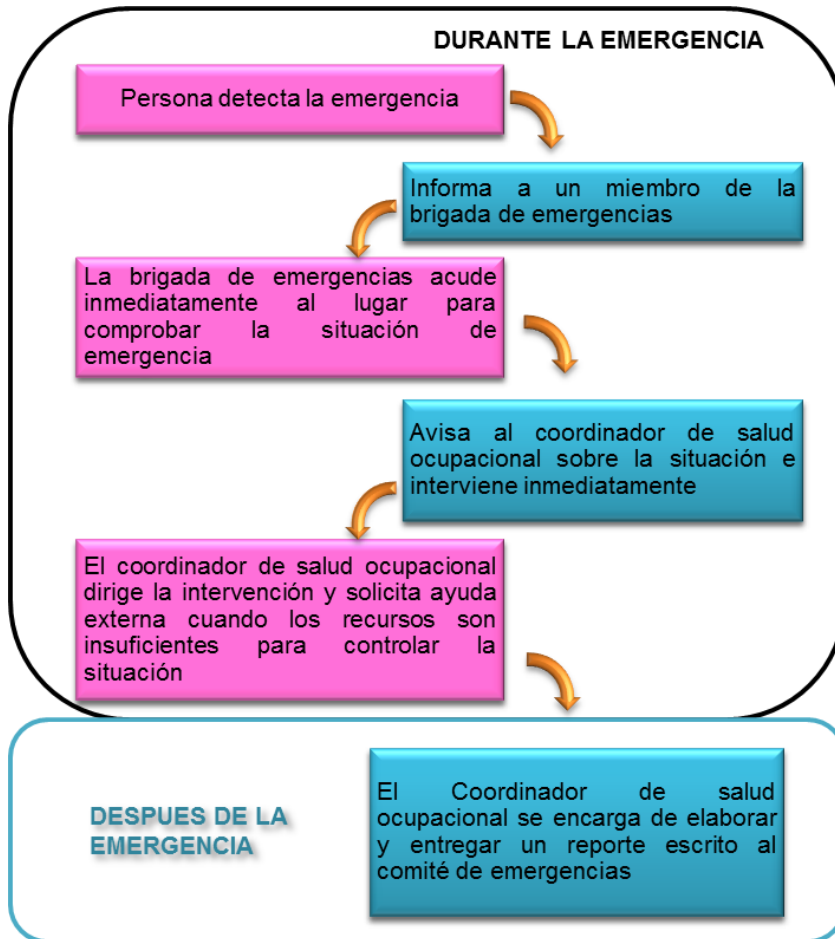 DURANTE LA EMERGENCIA
Persona detecta la emergencia
Informa a un miembro de la
brigada de emergencias
La brigada de emergencias acude
inmediatamente al lugar para
comprobar la situación de
emergencia
Avisa al coordinador de salud
ocupacional sobre la situación e
interviene inmediatamente
El coordinador de salud ocupacional
dirige la intervención y solicita ayuda
externa cuando los recursos son
insuficientes para controlar la
situación
DESPUES DE LA
EMERGENCIA
El Coordinador de salud
ocupacional se encarga de elaborar
y entregar un reporte escrito al
comité de emergencias